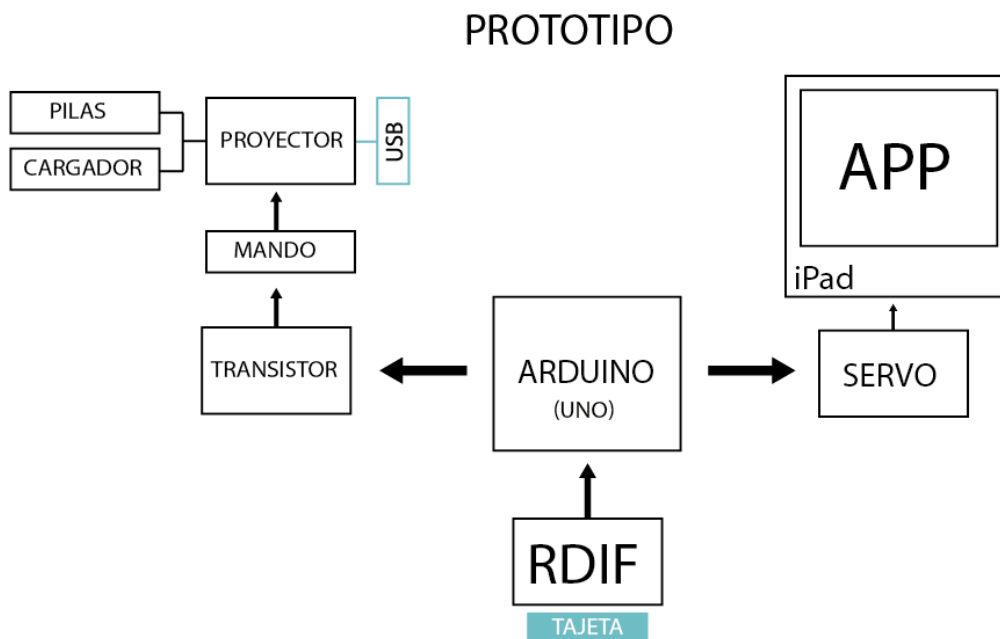 PROTOTIPO
PILAS
CARGADOR
PROYECTOR
USB
MANDO
TRANSISTOR
ARDUINO
(UNO)
APP
iPad
SERVO
RDIF
TAJETA